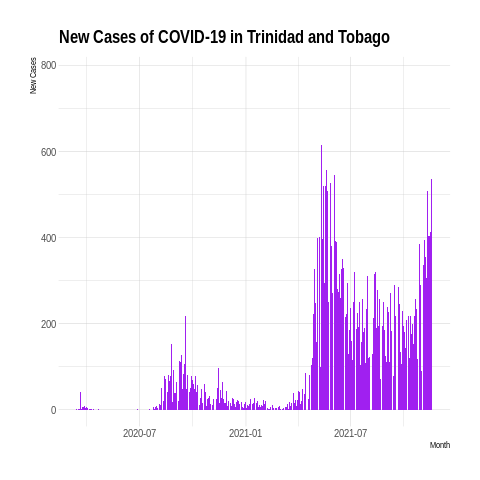 New Cases of COVID-19 in Trinidad and Tobago
New Cases
800
600
400
200
0
2020-07
2021-01
2021-07
Month